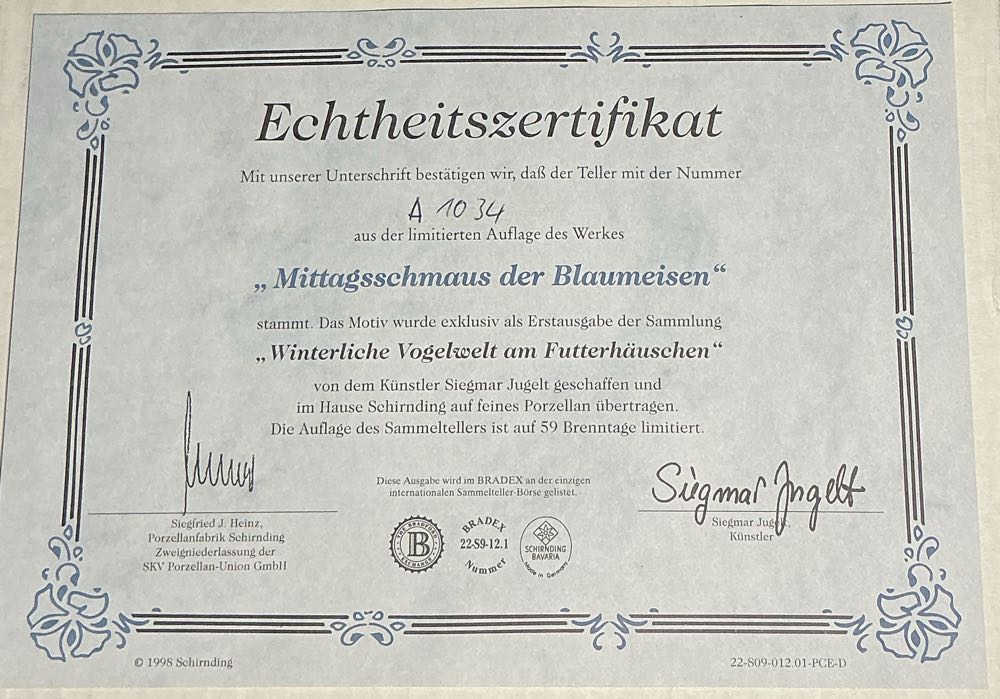 Echtheitszertifikat
Mit unserer Unterschrift bestätigen wir, daß der Teller mit der Nummer
A 1034
aus der limitierten Auflage des Werkes
„Mittagsschmaus der Blaumeisen“
stammt. Das Motiv wurde exklusiv als Erstausgabe der Sammlung
„Winterliche Vogelwelt am Futterhäuschen“
von dem Künstler Siegmar Jugelt geschaffen und
im Hause Schirnding auf feines Porzellan übertragen.
Die Auflage des Sammeltellers ist auf 59 Brenntage limitiert.
Siegfried J. Heinz,
Porzellanfabrik Schirnding
Zweigniederlassung der
SKV Porzellan-Union GmbH
Diese Ausgabe wird im BRADEX an der einzigen
internationalen Sammelteller-Börse gelistet.
THE BRADFORD
B
EXCHANGE
BRADEX
22-S9-12.1
Nummer
SCHIRNDING
BAVARIA
Made in Germany
Siegmar Jugelt
Siegmar Jugelt,
Künstler
© 1998 Schirnding
22-S09-012.01-PCE-D